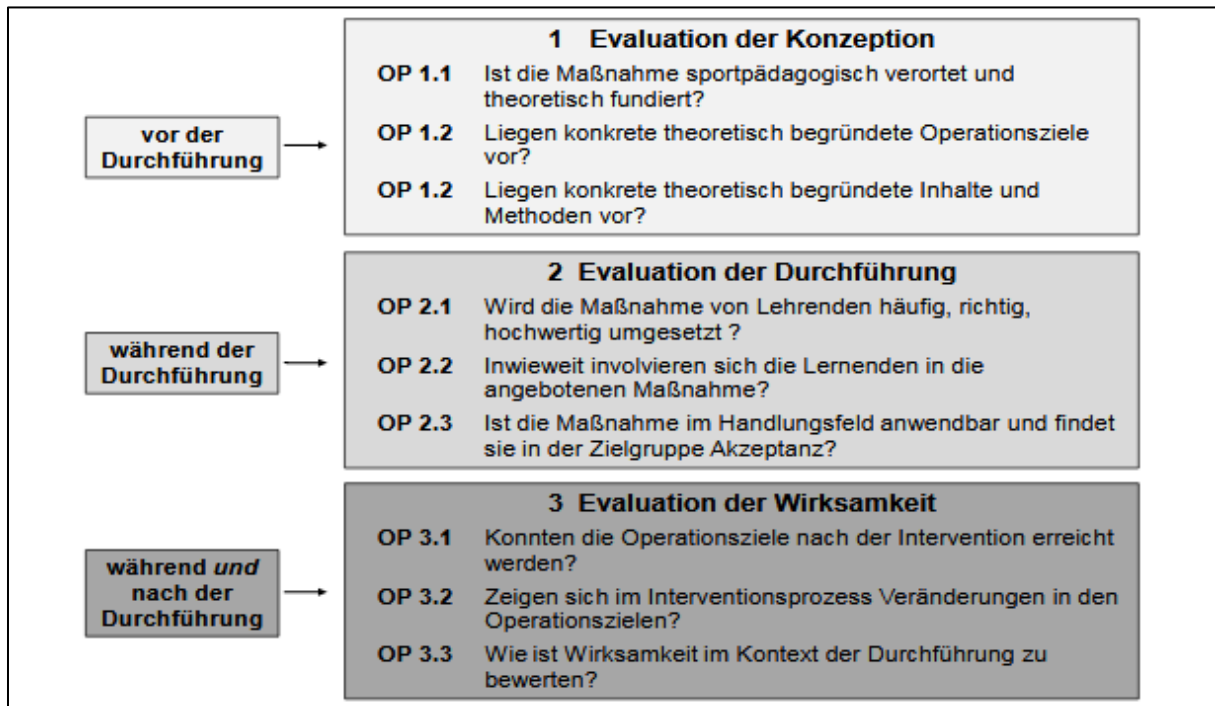 1 Evaluation der Konzeption
OP 1.1 Ist die Maßnahme sportpädagogisch verortet und
theoretisch fundiert?
vor der
Durchführung
OP 1.2 Liegen konkrete theoretisch begründete Operationsziele
vor?
OP 1.2 Liegen konkrete theoretisch begründete Inhalte und
Methoden vor?
2 Evaluation der Durchführung
OP 2.1 Wird die Maßnahme von Lehrenden häufig, richtig,
hochwertig umgesetzt ?
während der
Durchführung
OP 2.2 Inwieweit involvieren sich die Lernenden in die
angebotenen Maßnahme?
OP 2.3 Ist die Maßnahme im Handlungsfeld anwendbar und findet
sie in der Zielgruppe Akzeptanz?
3 Evaluation der Wirksamkeit
OP 3.1 Konnten die Operationsziele nach der Intervention erreicht
werden?
während und
nach der
Durchführung
OP 3.2 Zeigen sich im Interventionsprozess Veränderungen in den
Operationszielen?
OP 3.3 Wie ist Wirksamkeit im Kontext der Durchführung zu
bewerten?